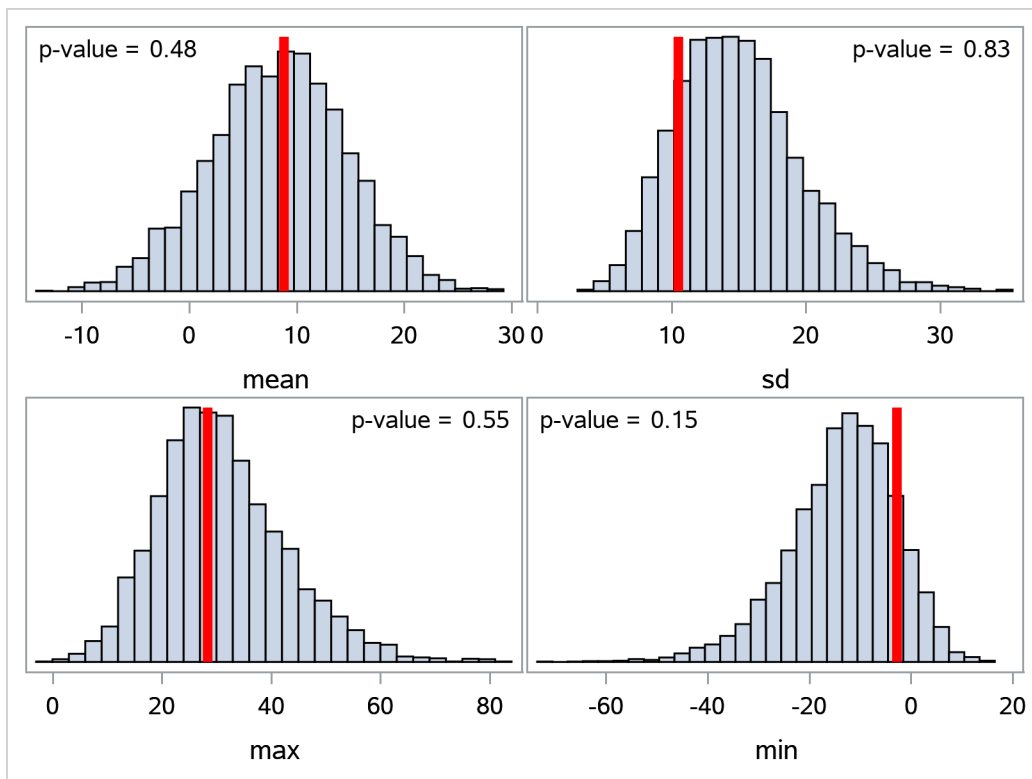 p-value = 0.48
p-value = 0.83
-10 0 10 20 30
0 10 20 30
mean
sd
p-value = 0.55
p-value = 0.15
0 20 40 60 80
-60 -40 -20 0 20
max
min